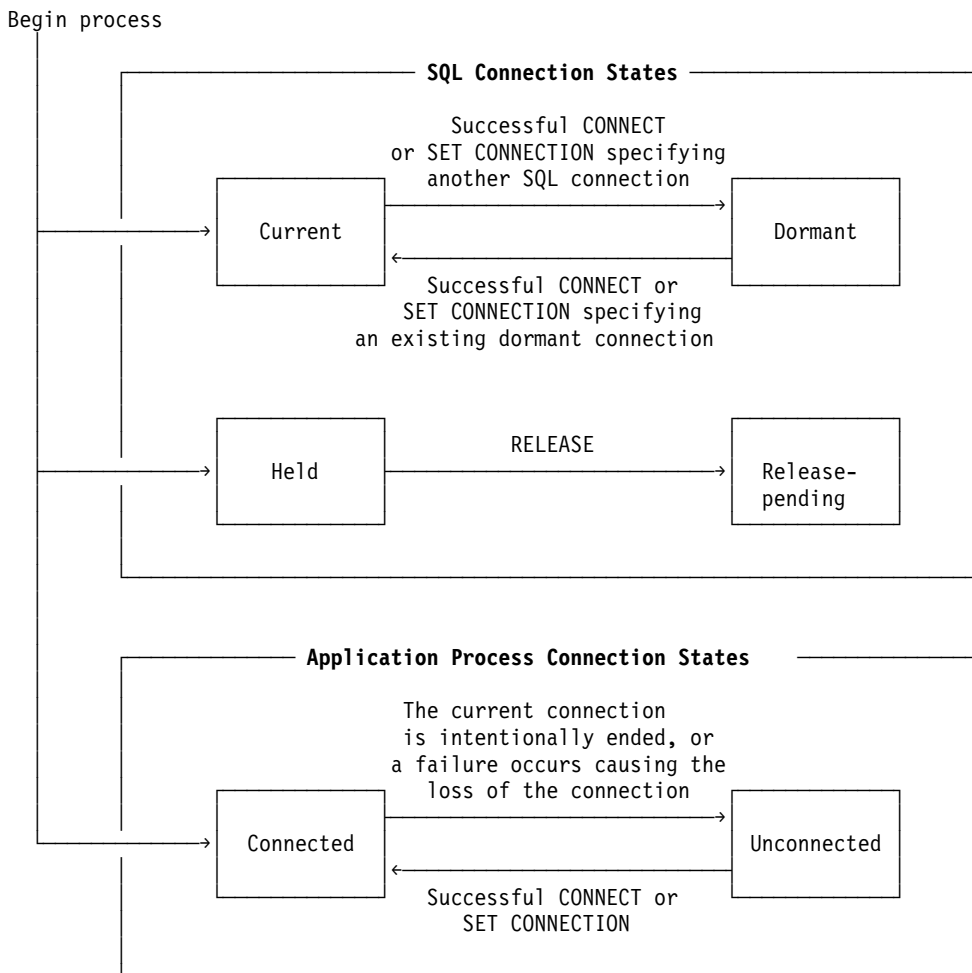 Begin process
SQL Connection States
Successful CONNECT
or SET CONNECTION specifying
another SQL connection
Current
Dormant
Successful CONNECT or
SET CONNECTION specifying
an existing dormant connection
RELEASE
Held
Release-
pending
Application Process Connection States
The current connection
is intentionally ended, or
a failure occurs causing the
loss of the connection
Connected
Unconnected
Successful CONNECT or
SET CONNECTION